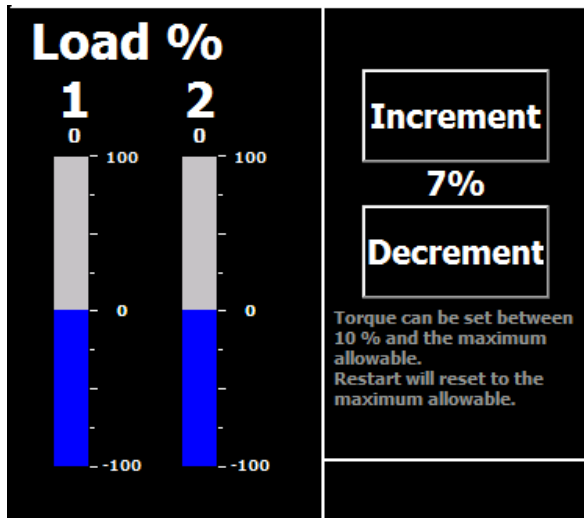 Load %
1 2
0 0
100 100
0 0
-100 -100
Increment
7%
Decrement
Torque can be set between
10 % and the maximum
allowable.
Restart will reset to the
maximum allowable.